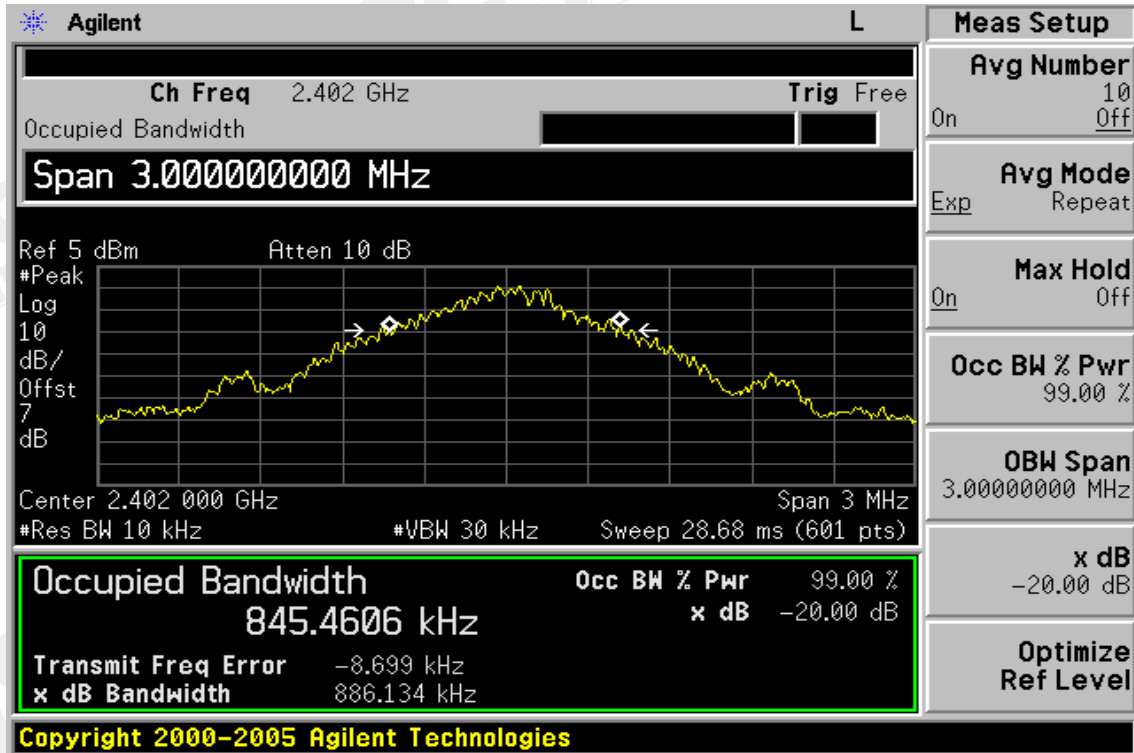 Agilent L
Ch Freq 2.402 GHz Trig Free
Occupied Bandwidth
Span 3.000000000 MHz
Ref 5 dBm Atten 10 dB
#Peak
Log
10
dB/
Offst
7
dB
Center 2.402 000 GHz Span 3 MHz
#Res BW 10 kHz #VBW 30 kHz Sweep 28.68 ms (601 pts)
Occupied Bandwidth Occ BW % Pwr 99.00 %
845.4606 kHz x dB -20.00 dB
Transmit Freq Error -8.699 kHz
x dB Bandwidth 886.134 kHz
Copyright 2000-2005 Agilent Technologies
Meas Setup
Avg Number
10
On Off
Avg Mode
Exp Repeat
Max Hold
On Off
Occ BW % Pwr
99.00 %
OBW Span
3.00000000 MHz
x dB
-20.00 dB
Optimize
Ref Level